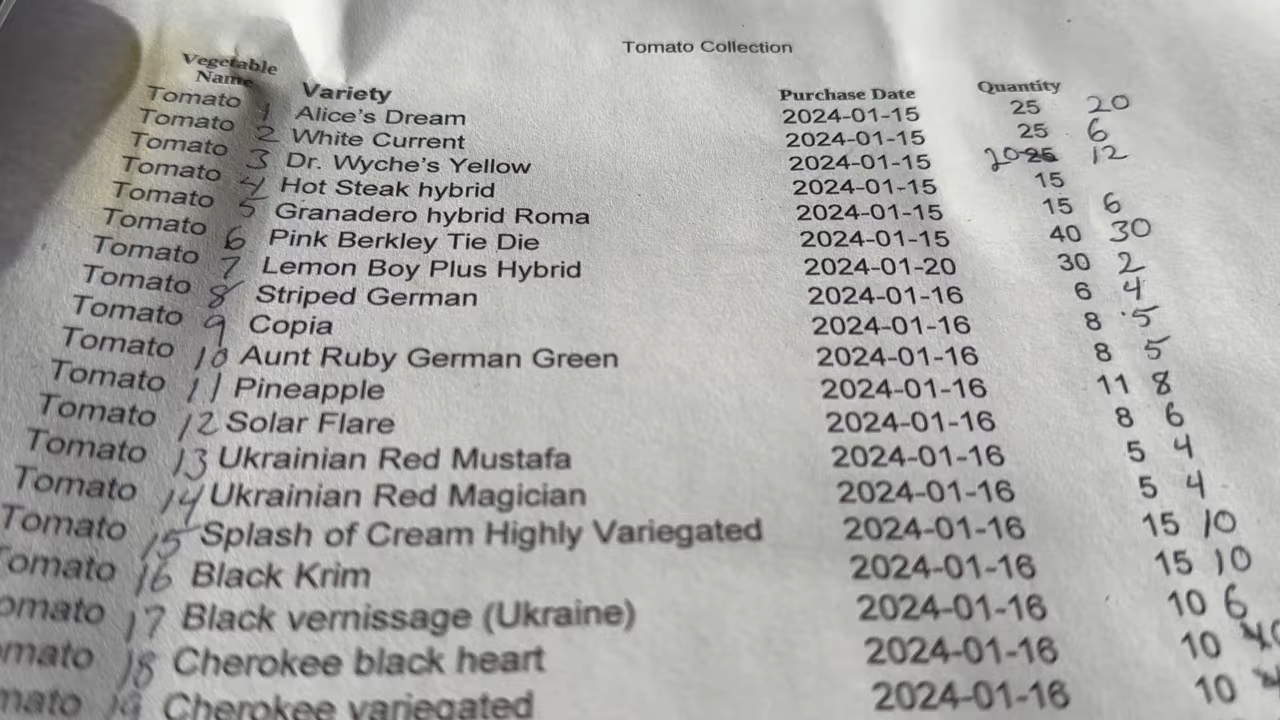 Tomato Collection
Vegetable Name Variety Purchase Date Quantity
Tomato 1 Alice's Dream 2024-01-15 25 20
Tomato 2 White Current 2024-01-15 25 6
Tomato 3 Dr. Wyche's Yellow 2024-01-15 20 25 12
Tomato 4 Hot Steak hybrid 2024-01-15 15
Tomato 5 Granadero hybrid Roma 2024-01-15 15 6
Tomato 6 Pink Berkley Tie Die 2024-01-15 40 30
Tomato 7 Lemon Boy Plus Hybrid 2024-01-20 30 2
Tomato 8 Striped German 2024-01-16 6 4
Tomato 9 Copia 2024-01-16 8 5
Tomato 10 Aunt Ruby German Green 2024-01-16 8 5
Tomato 11 Pineapple 2024-01-16 11 8
Tomato 12 Solar Flare 2024-01-16 8 6
Tomato 13 Ukrainian Red Mustafa 2024-01-16 5 4
Tomato 14 Ukrainian Red Magician 2024-01-16 5 4
Tomato 15 Splash of Cream Highly Variegated 2024-01-16 15 10
Tomato 16 Black Krim 2024-01-16 15 10
omato 17 Black vernissage (Ukraine) 2024-01-16 10 6
mato 18 Cherokee black heart 2024-01-16 10
mato 19 Cherokee variegated 2024-01-16 10